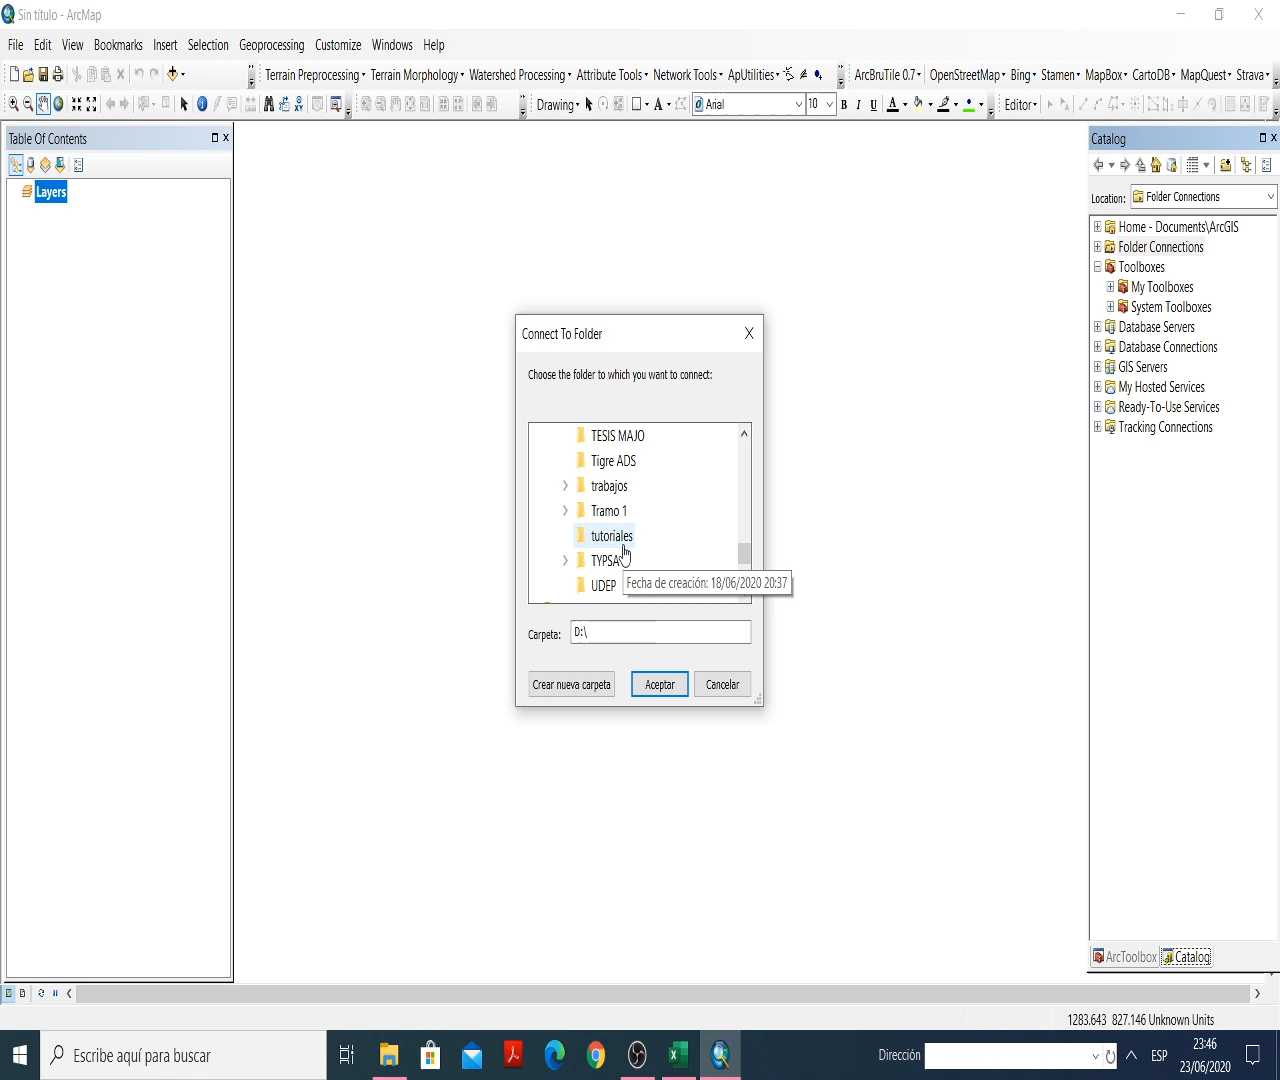 Sin título - ArcMap
File Edit View Bookmarks Insert Selection Geoprocessing Customize Windows Help
Terrain Preprocessing Terrain Morphology Watershed Processing Attribute Tools Network Tools ApUtilities ArcBruTile 0.7 OpenStreetMap Bing Stamen MapBox CartoDB MapQuest Strava
Drawing A Arial 10 B I U A Editor
Table Of Contents
Layers
Catalog
Location: Folder Connections
Home - Documents\ArcGIS
Folder Connections
Toolboxes
My Toolboxes
System Toolboxes
Database Servers
Database Connections
GIS Servers
My Hosted Services
Ready-To-Use Services
Tracking Connections
Connect To Folder
Choose the folder to which you want to connect:
TESIS MAJO
Tigre ADS
trabajos
Tramo 1
tutoriales
TYPSA
UDEP
Fecha de creación: 18/06/2020 20:37
Carpeta: D:\
Crear nueva carpeta Aceptar Cancelar
ArcToolbox Catalog
1283.643 827.146 Unknown Units
Escribe aquí para buscar
Dirección
ESP
23:46
23/06/2020